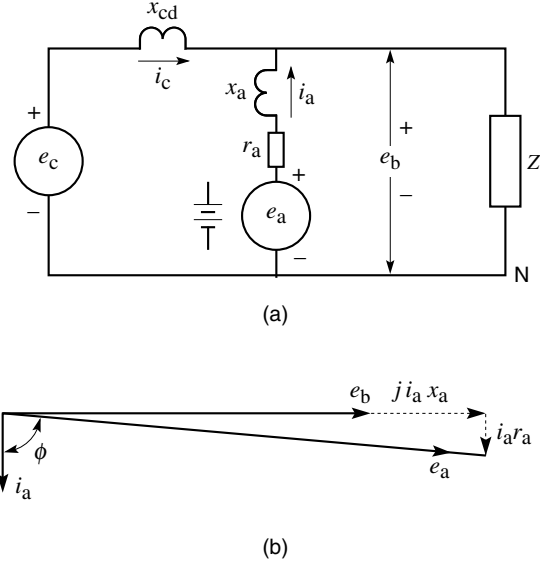 x_cd
i_c
x_a
i_a
+
r_a
+
e_c
+
e_b
Z
e_a
−
−
−
N
(a)
e_b
j i_a x_a
i_a r_a
ϕ
e_a
i_a
(b)